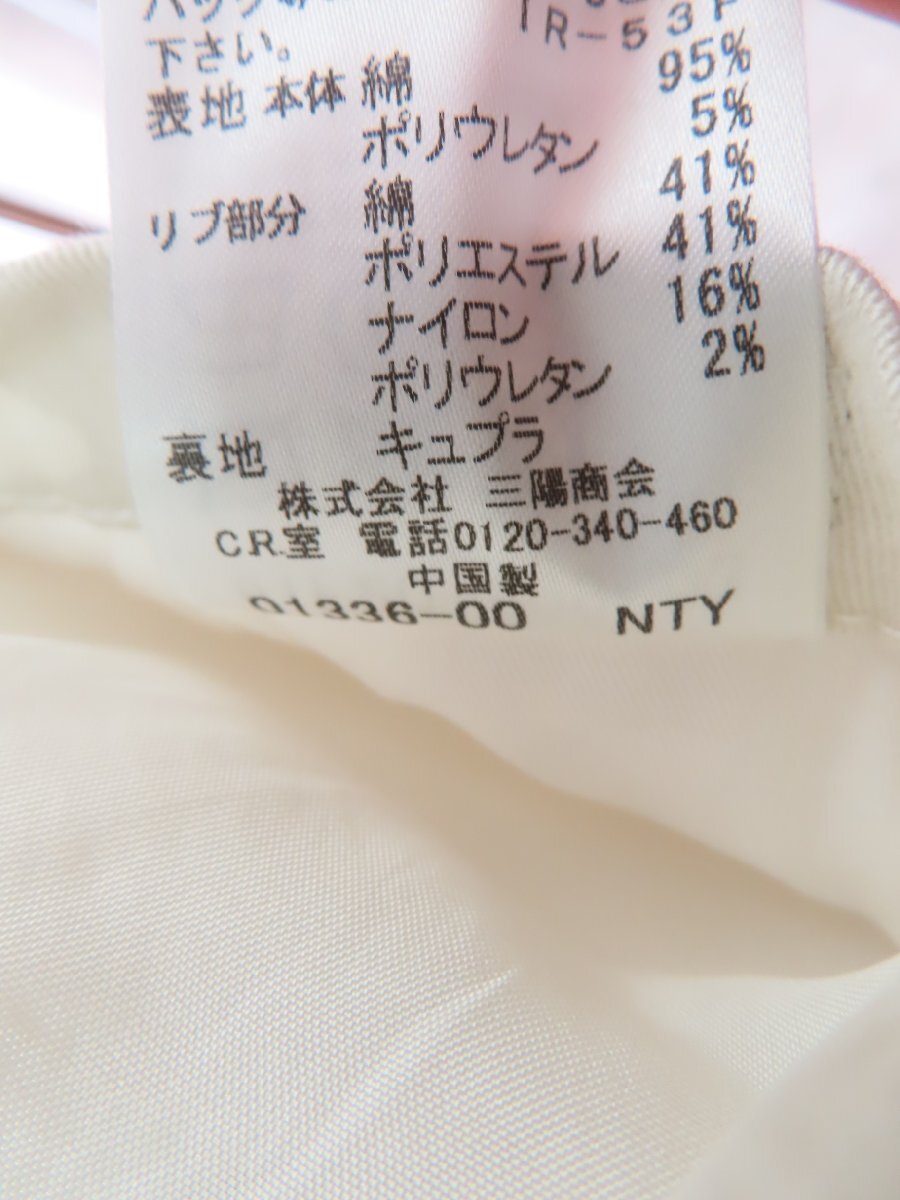 下さい。
表地 本体 綿 95%
ポリウレタン 5%
リブ部分 綿 41%
ポリエステル 41%
ナイロン 16%
ポリウレタン 2%
裏地 キュプラ
株式会社 三陽商会
C.R.室 電話0120-340-460
中国製
01336-00 NTY